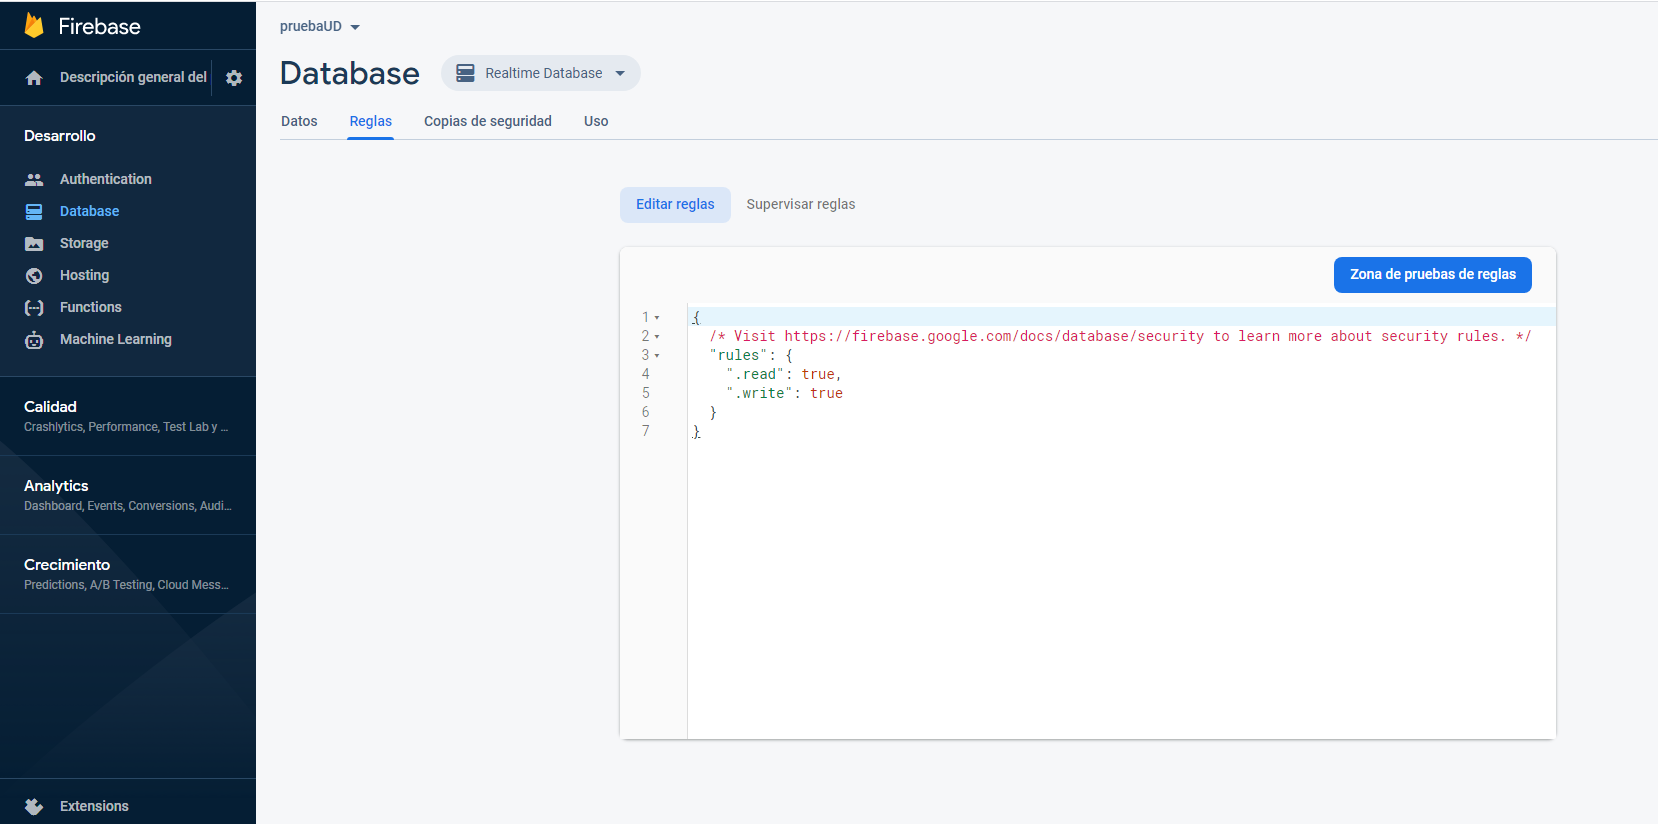 Firebase
Descripción general del
Desarrollo
Authentication
Database
Storage
Hosting
Functions
Machine Learning
Calidad
Crashlytics, Performance, Test Lab y ...
Analytics
Dashboard, Events, Conversions, Audi...
Crecimiento
Predictions, A/B Testing, Cloud Mess...
Extensions
pruebaUD
Database Realtime Database
Datos Reglas Copias de seguridad Uso
Editar reglas Supervisar reglas
Zona de pruebas de reglas
1 {
2 /* Visit https://firebase.google.com/docs/database/security to learn more about security rules. */
3 "rules": {
4 ".read": true,
5 ".write": true
6 }
7 }